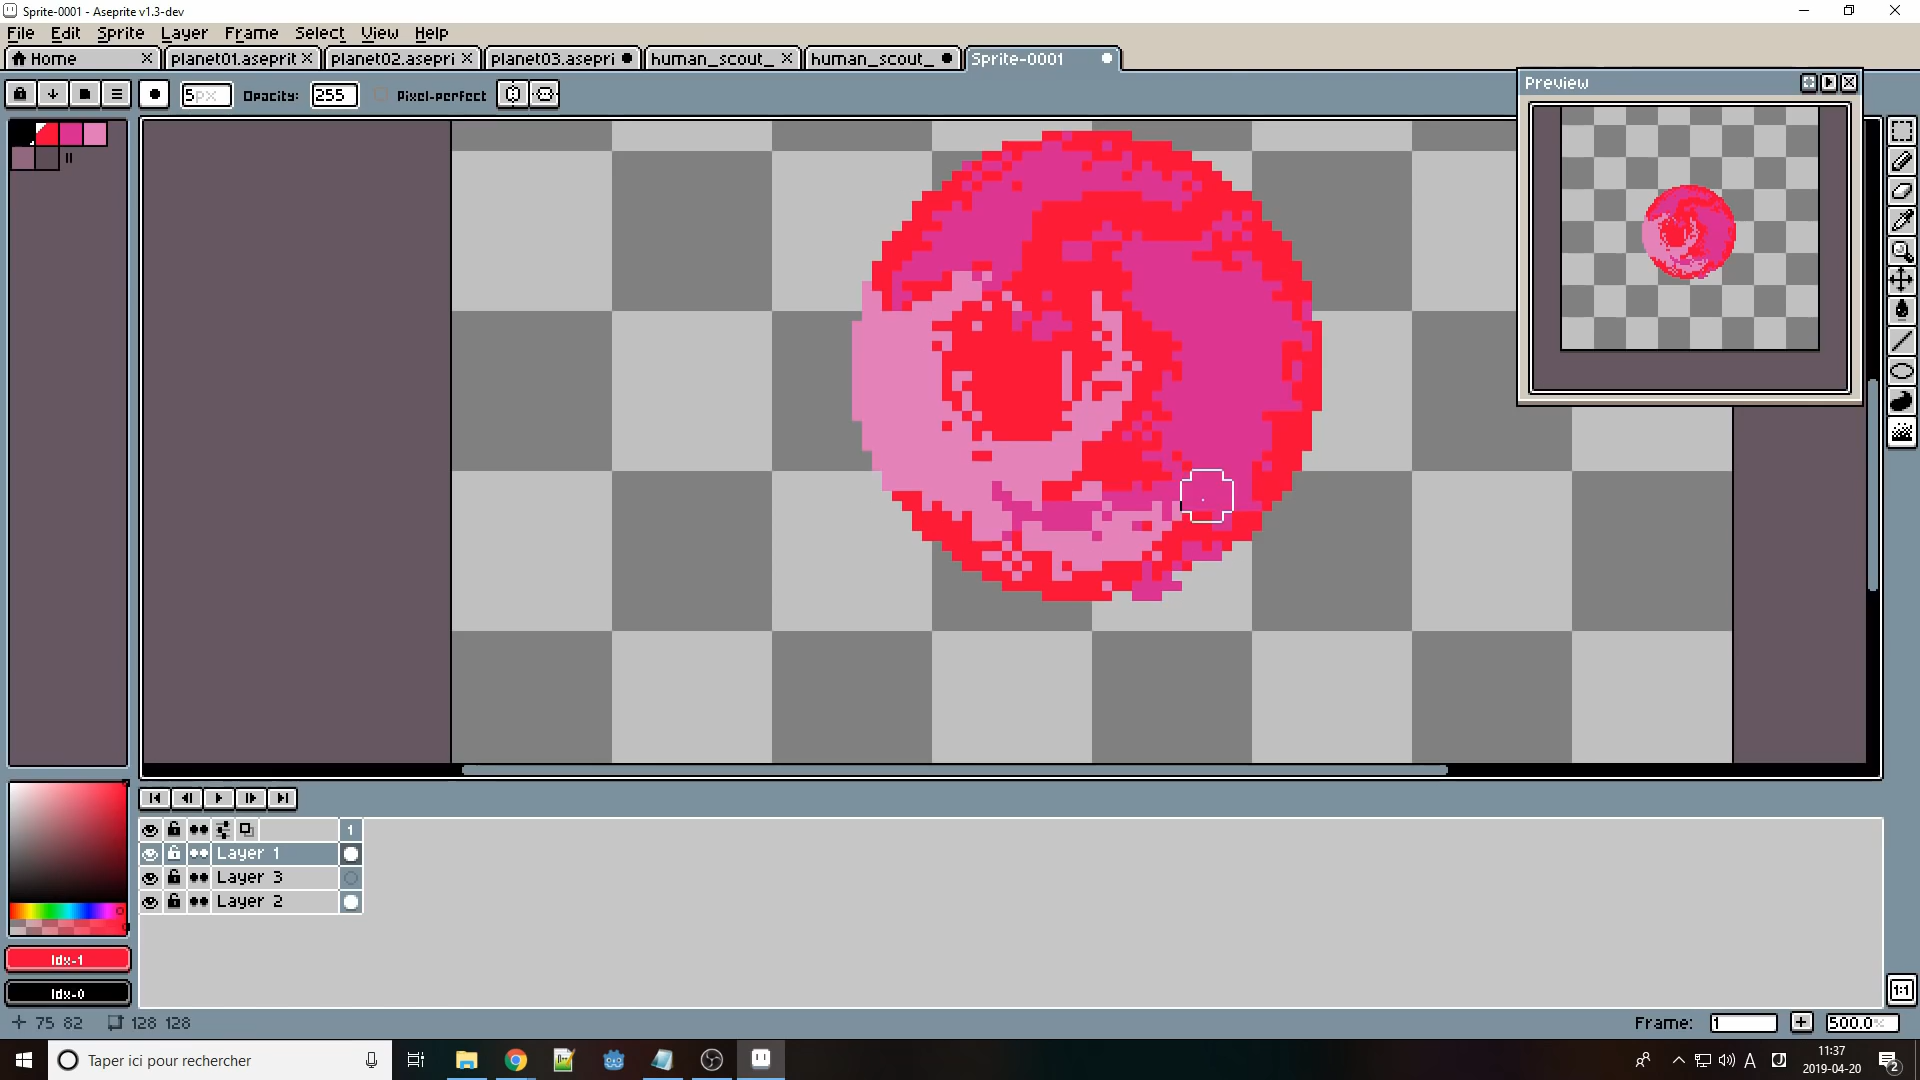 Sprite-0001 - Aseprite v1.3-dev
File Edit Sprite Layer Frame Select View Help
Home planet01.aseprit planet02.asepri planet03.asepri human_scout_ human_scout_ Sprite-0001
5px Opacity: 255 Pixel-perfect
Preview
1
Layer 1
Layer 3
Layer 2
Idx-1
Idx-0
1:1
75 82 128 128 Frame: 1 + 500.0%
Taper ici pour rechercher
A
11:37
2019-04-20
2